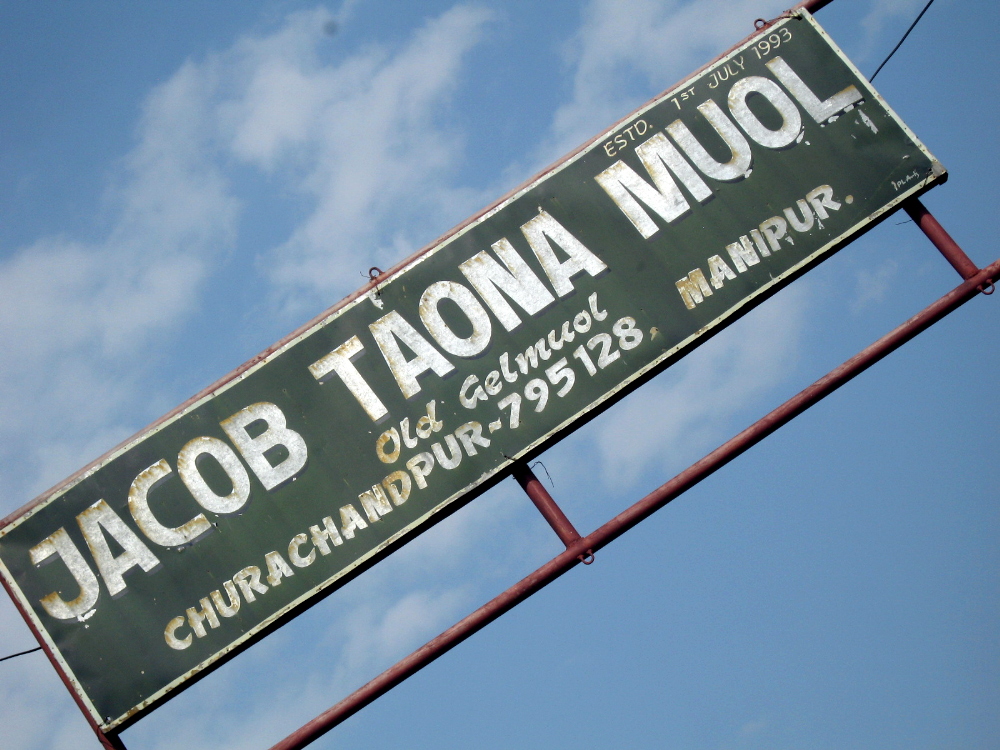 ESTD. 1ST JULY 1993
JACOB TAONA MUOL
Old Gelmuol
CHURACHANDPUR-795128, MANIPUR.